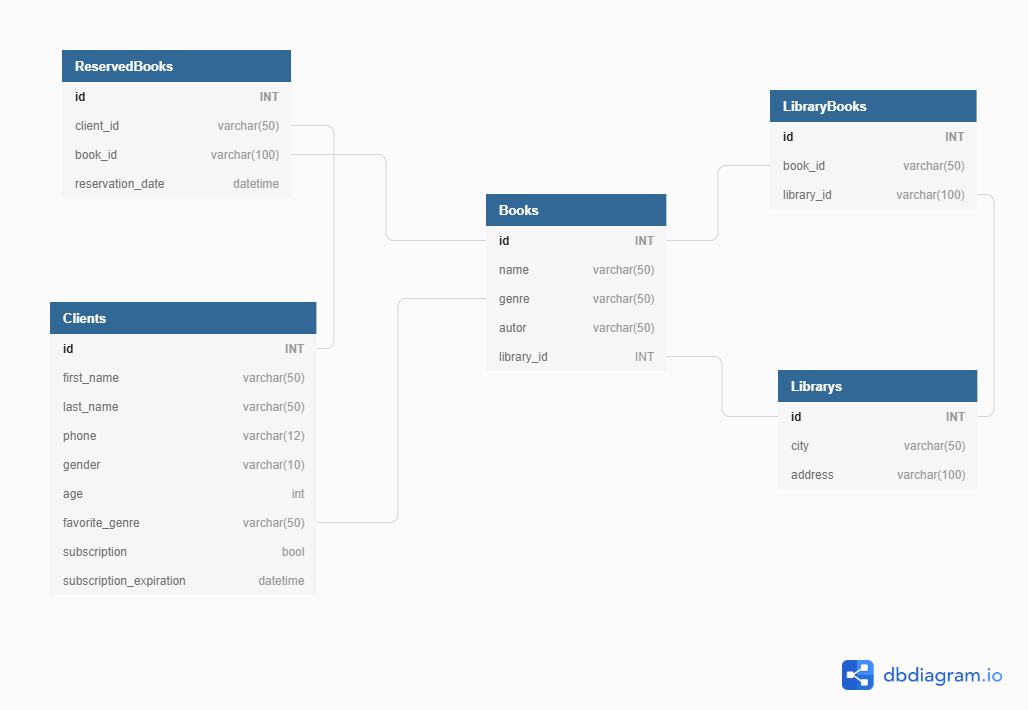 ReservedBooks
id INT
client_id varchar(50)
book_id varchar(100)
reservation_date datetime
Clients
id INT
first_name varchar(50)
last_name varchar(50)
phone varchar(12)
gender varchar(10)
age int
favorite_genre varchar(50)
subscription bool
subscription_expiration datetime
Books
id INT
name varchar(50)
genre varchar(50)
autor varchar(50)
library_id INT
LibraryBooks
id INT
book_id varchar(50)
library_id varchar(100)
Librarys
id INT
city varchar(50)
address varchar(100)
dbdiagram.io